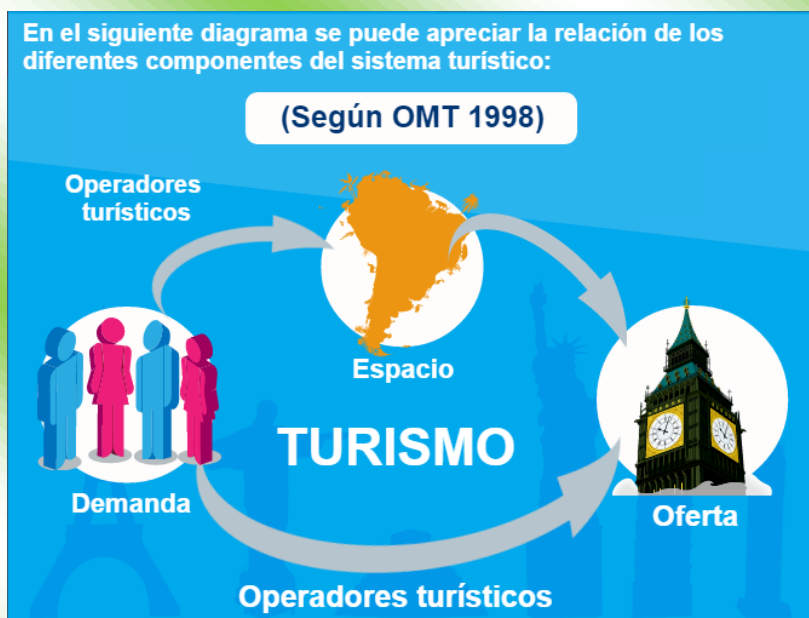 En el siguiente diagrama se puede apreciar la relación de los
diferentes componentes del sistema turístico:
(Según OMT 1998)
Operadores
turísticos
Espacio
TURISMO
Demanda
Oferta
Operadores turísticos